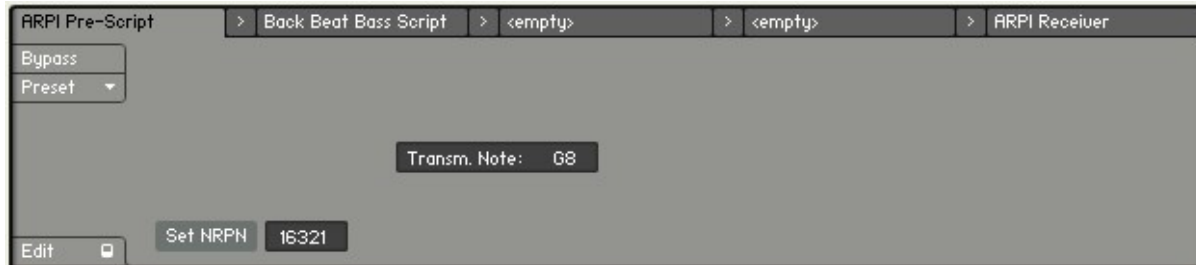 ARPI Pre-Script > Back Beat Bass Script > <empty> > <empty> > ARPI Receiver
Bypass
Preset
Transm. Note: G8
Set NRPN 16321
Edit